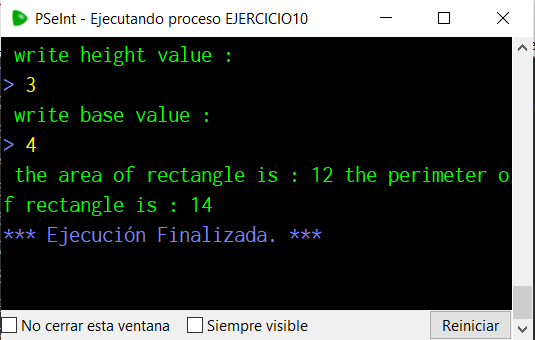 PSeInt - Ejecutando proceso EJERCICIO10
write height value :
> 3
write base value :
> 4
the area of rectangle is : 12 the perimeter o
f rectangle is : 14
*** Ejecución Finalizada. ***
No cerrar esta ventana Siempre visible Reiniciar